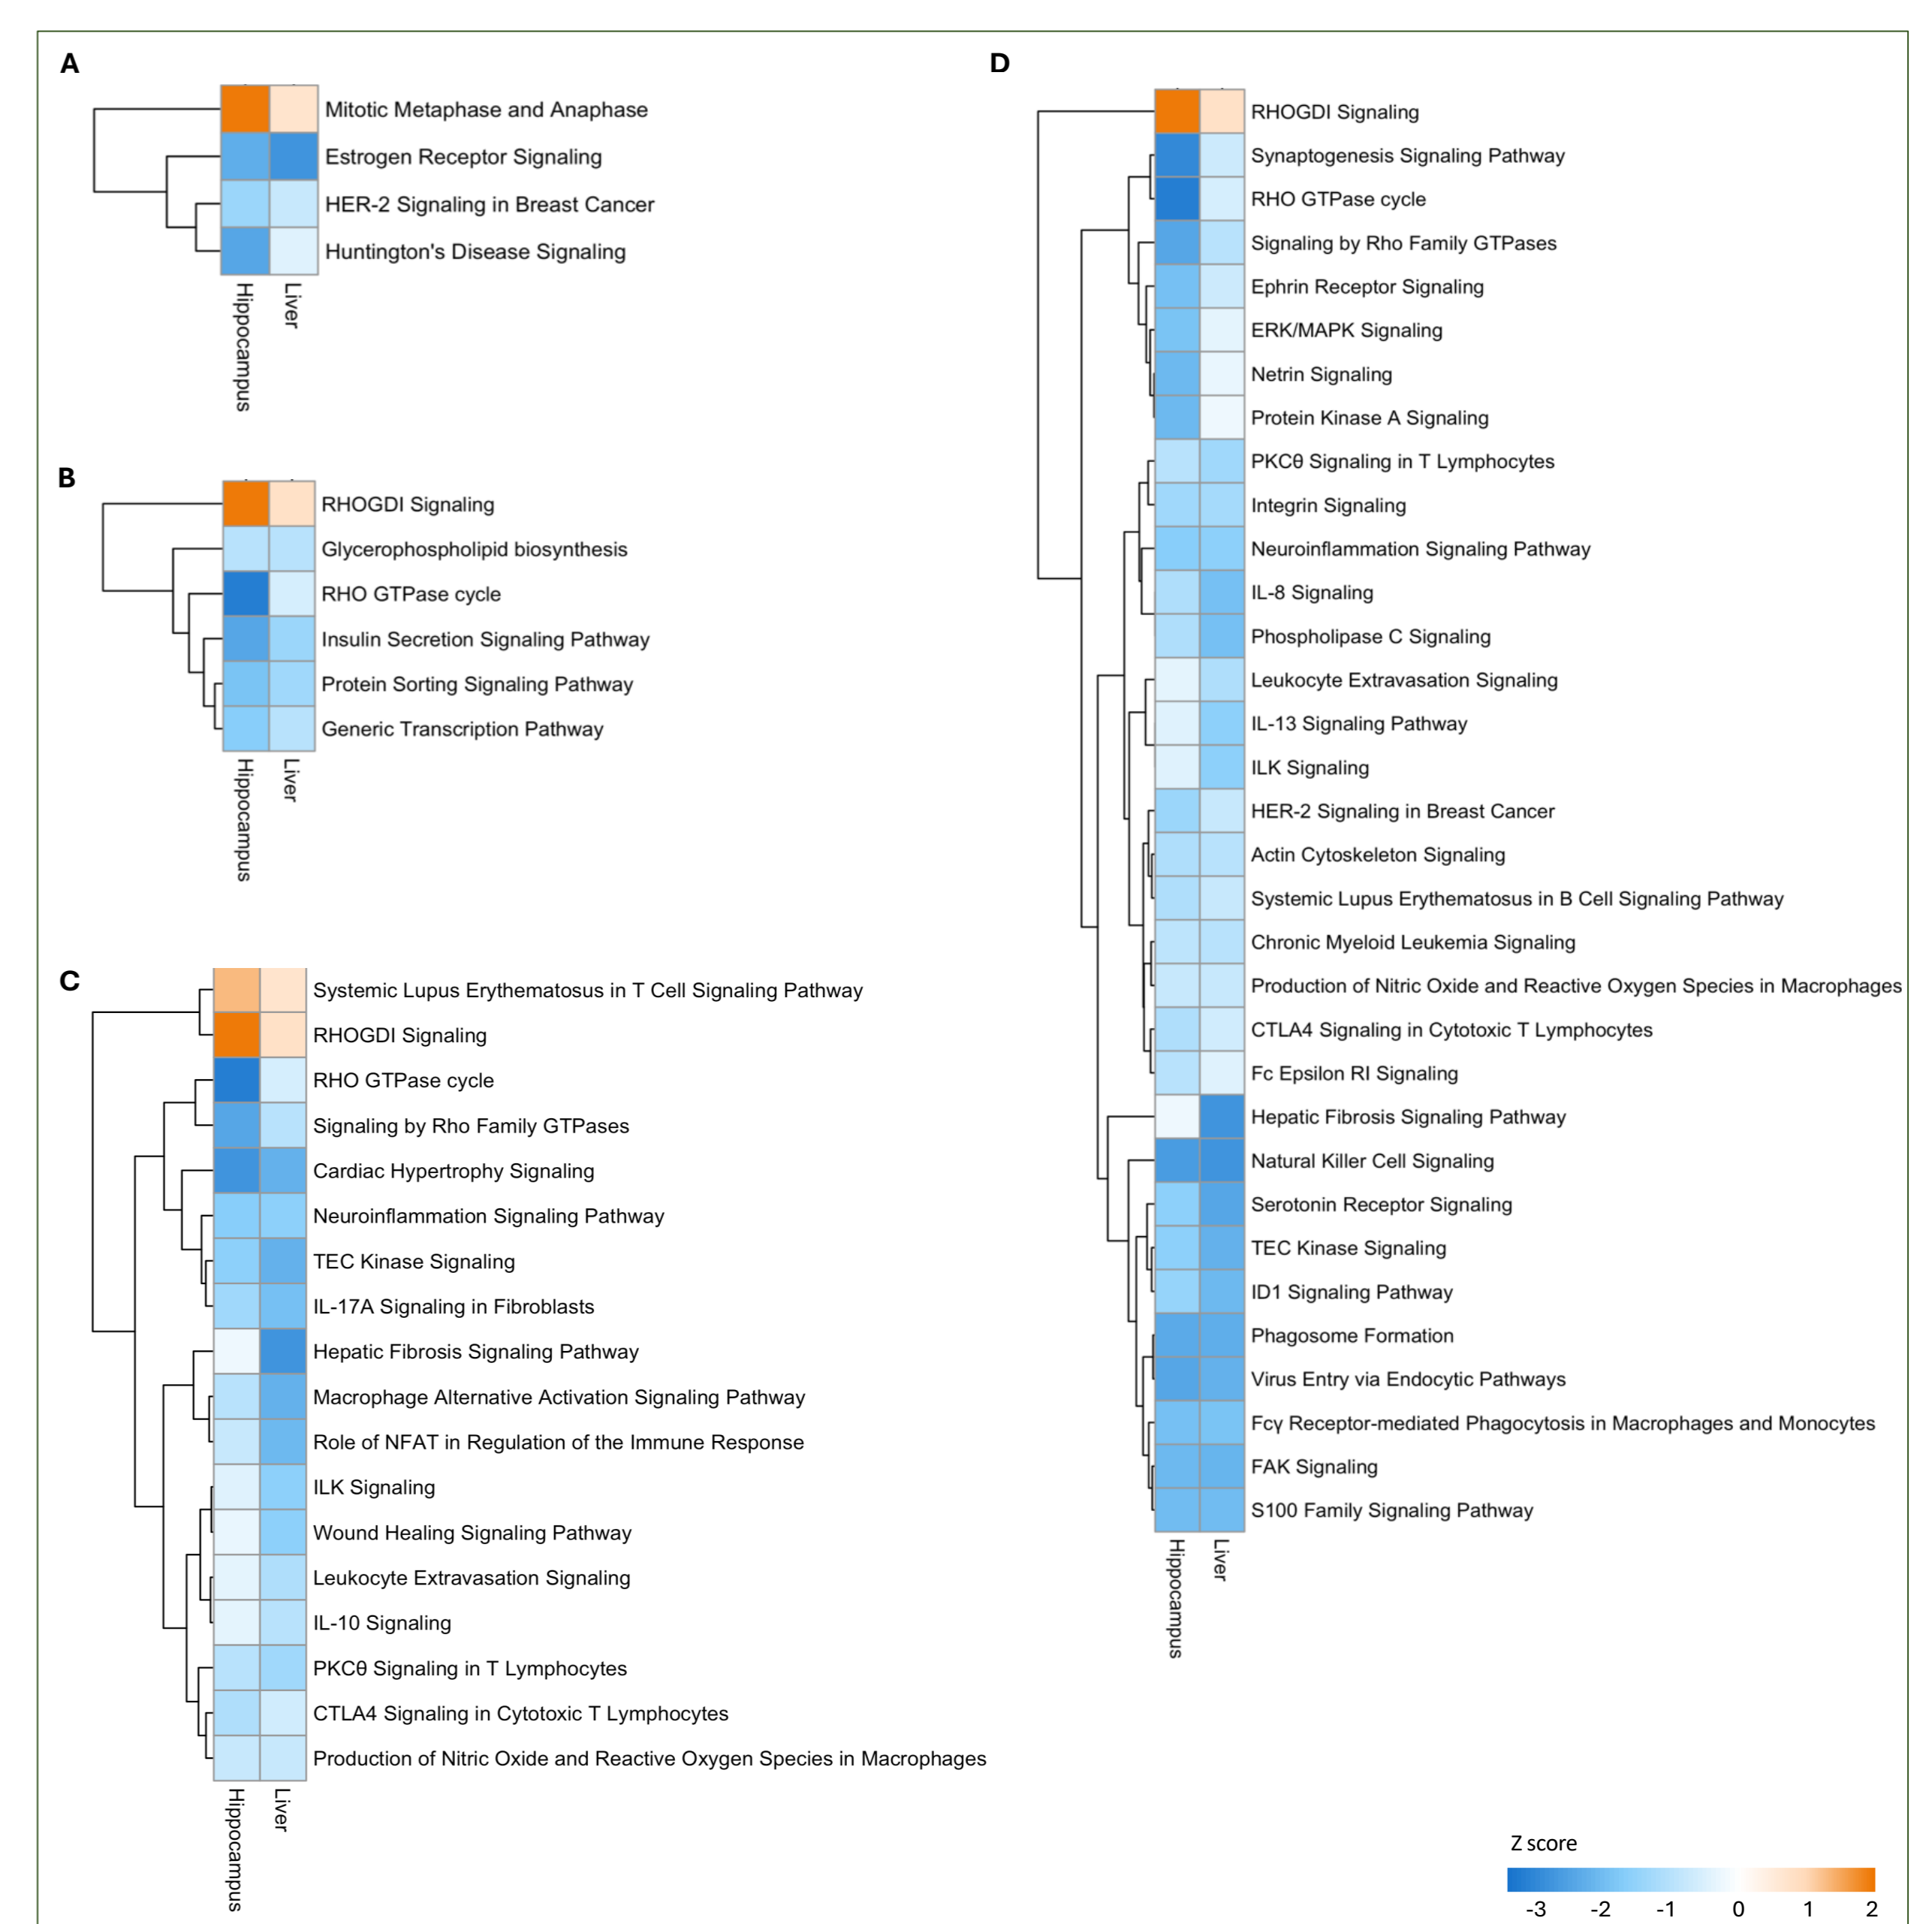 A
Mitotic Metaphase and Anaphase
Estrogen Receptor Signaling
HER-2 Signaling in Breast Cancer
Huntington's Disease Signaling
Hippocampus
Liver
B
RHOGDI Signaling
Glycerophospholipid biosynthesis
RHO GTPase cycle
Insulin Secretion Signaling Pathway
Protein Sorting Signaling Pathway
Generic Transcription Pathway
Hippocampus
Liver
C
Systemic Lupus Erythematosus in T Cell Signaling Pathway
RHOGDI Signaling
RHO GTPase cycle
Signaling by Rho Family GTPases
Cardiac Hypertrophy Signaling
Neuroinflammation Signaling Pathway
TEC Kinase Signaling
IL-17A Signaling in Fibroblasts
Hepatic Fibrosis Signaling Pathway
Macrophage Alternative Activation Signaling Pathway
Role of NFAT in Regulation of the Immune Response
ILK Signaling
Wound Healing Signaling Pathway
Leukocyte Extravasation Signaling
IL-10 Signaling
PKCθ Signaling in T Lymphocytes
CTLA4 Signaling in Cytotoxic T Lymphocytes
Production of Nitric Oxide and Reactive Oxygen Species in Macrophages
Hippocampus
Liver
D
RHOGDI Signaling
Synaptogenesis Signaling Pathway
RHO GTPase cycle
Signaling by Rho Family GTPases
Ephrin Receptor Signaling
ERK/MAPK Signaling
Netrin Signaling
Protein Kinase A Signaling
PKCθ Signaling in T Lymphocytes
Integrin Signaling
Neuroinflammation Signaling Pathway
IL-8 Signaling
Phospholipase C Signaling
Leukocyte Extravasation Signaling
IL-13 Signaling Pathway
ILK Signaling
HER-2 Signaling in Breast Cancer
Actin Cytoskeleton Signaling
Systemic Lupus Erythematosus in B Cell Signaling Pathway
Chronic Myeloid Leukemia Signaling
Production of Nitric Oxide and Reactive Oxygen Species in Macrophages
CTLA4 Signaling in Cytotoxic T Lymphocytes
Fc Epsilon RI Signaling
Hepatic Fibrosis Signaling Pathway
Natural Killer Cell Signaling
Serotonin Receptor Signaling
TEC Kinase Signaling
ID1 Signaling Pathway
Phagosome Formation
Virus Entry via Endocytic Pathways
Fcγ Receptor-mediated Phagocytosis in Macrophages and Monocytes
FAK Signaling
S100 Family Signaling Pathway
Hippocampus
Liver
Z score
-3 -2 -1 0 1 2